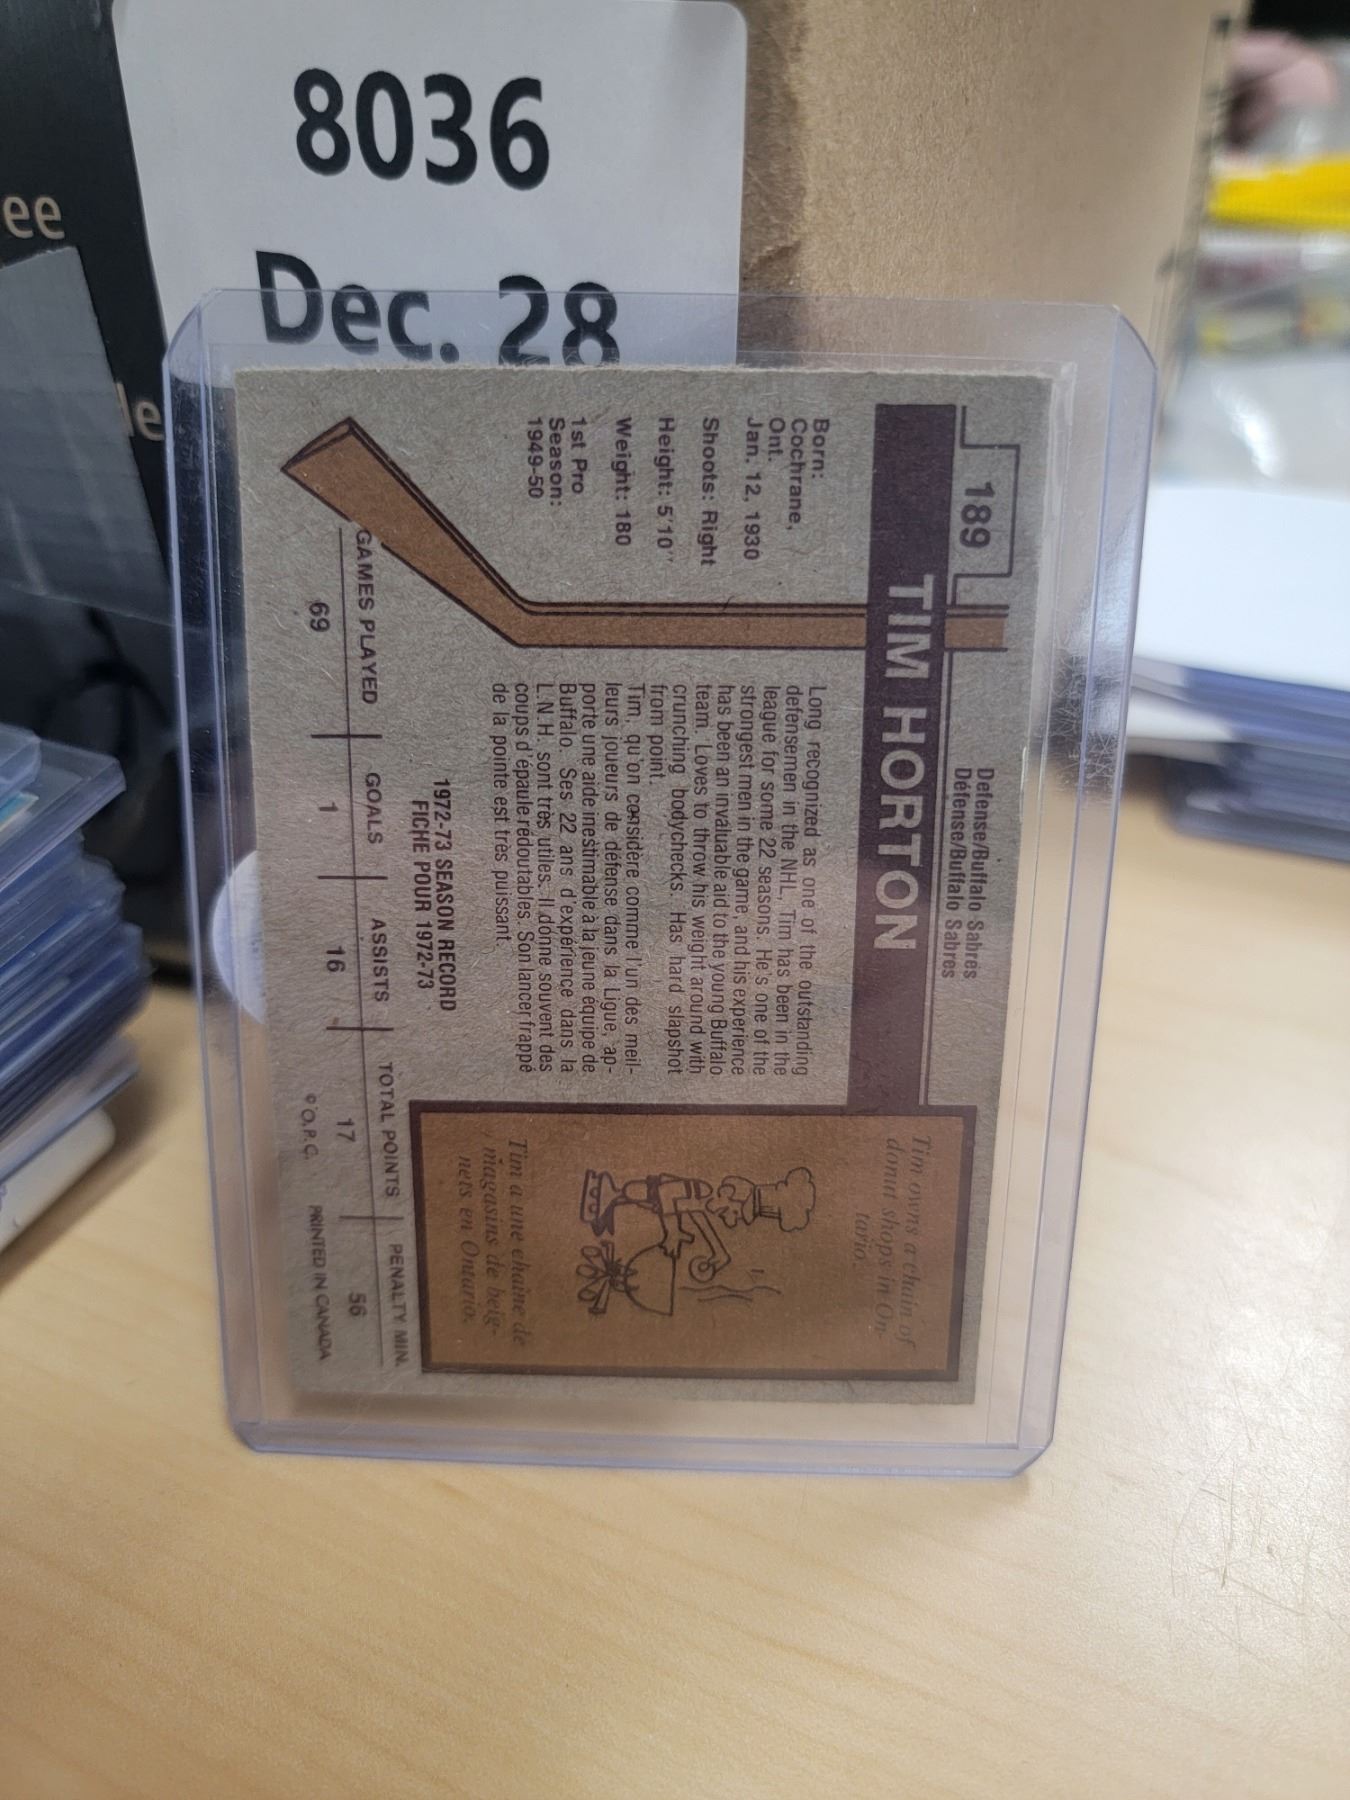 8036
Dec. 28
ee
le
189
Defense/Buffalo Sabres
Défense/Buffalo Sabres
TIM HORTON
Born:
Cochrane,
Ont.
Jan. 12, 1930
Shoots: Right
Height: 5'10"
Weight: 180
1st Pro
Season:
1949-50
Long recognized as one of the outstanding
defensemen in the NHL, Tim has been in the
league for some 22 seasons. He's one of the
strongest men in the game, and his experience
has been an invaluable aid to the young Buffalo
team. Loves to throw his weight around with
crunching bodychecks. Has hard slapshot
from point.
Tim, qu'on considère comme l'un des meil-
leurs joueurs de défense dans la Ligue, ap-
porte une aide inestimable à la jeune équipe de
Buffalo. Ses 22 ans d'expérience dans la
L.N.H. sont très utiles. Il donne souvent des
coups d'épaule redoutables. Son lancer frappé
de la pointe est très puissant.
Tim owns a chain of
donut shops in On-
tario.
Tim a une chaine de
magasins de beig-
nets en Ontario.
1972-73 SEASON RECORD
FICHE POUR 1972-73
GAMES PLAYED GOALS ASSISTS TOTAL POINTS PENALTY MIN.
69 1 16 17 56
© O.P.C. PRINTED IN CANADA